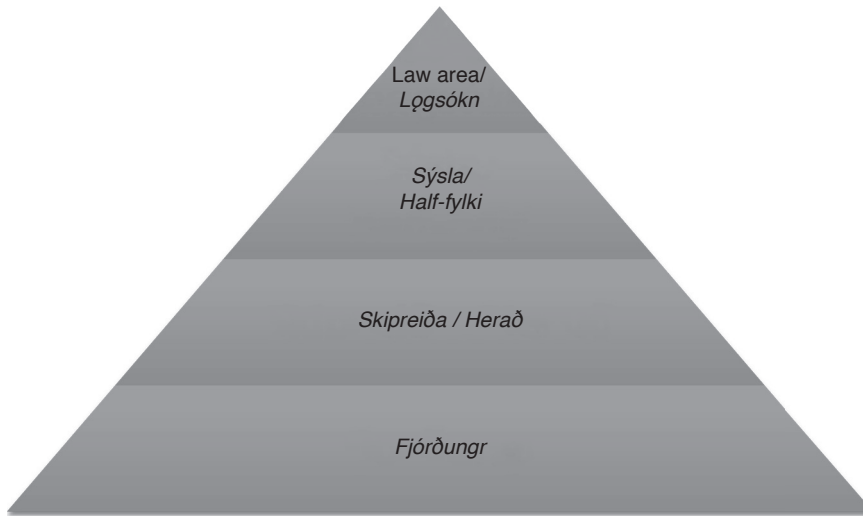 Law area/
Lǫgsókn
Sýsla/
Half-fylki
Skipreiða / Herað
Fjórðungr